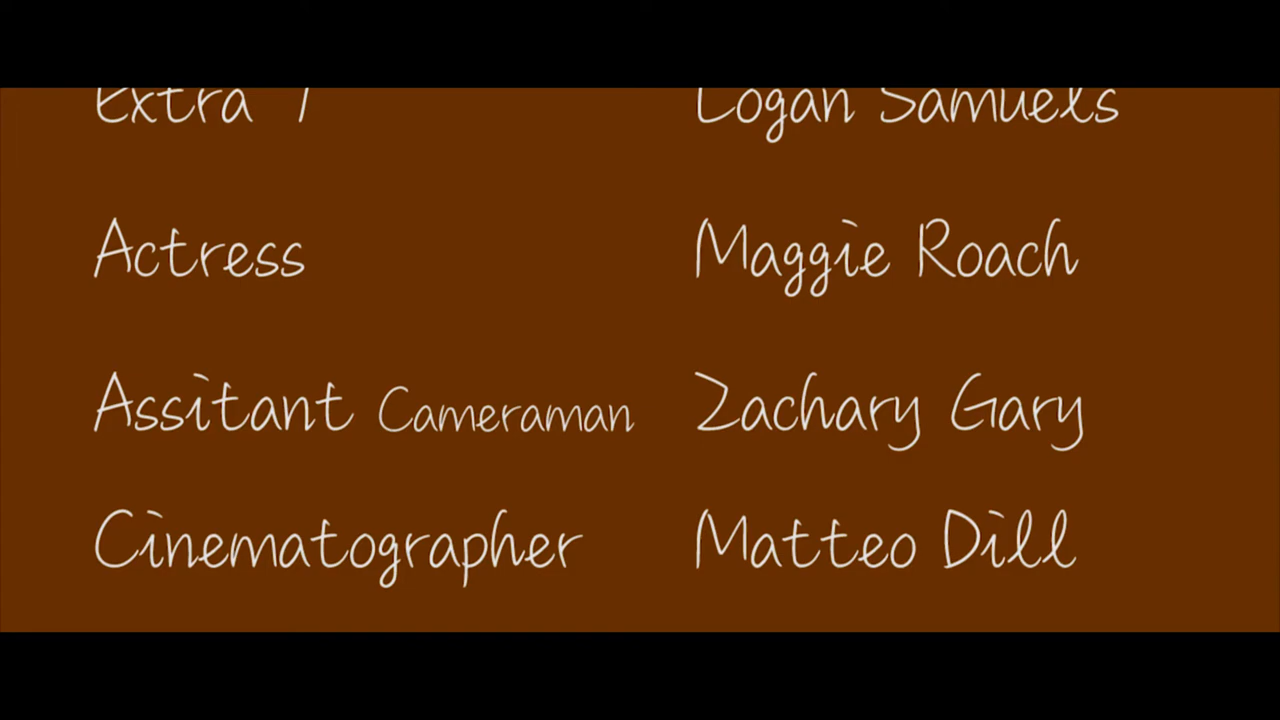 Extra 1 Logan Samuels
Actress Maggie Roach
Assitant Cameraman Zachary Gary
Cinematographer Matteo Dill